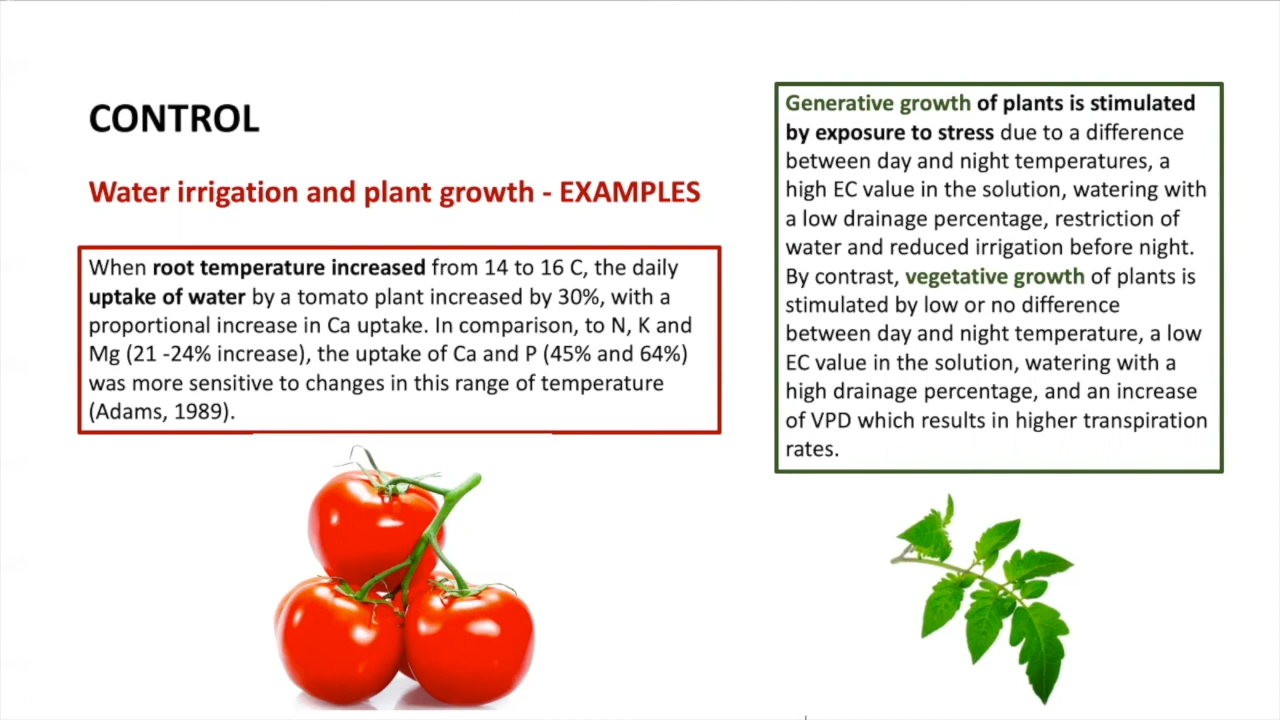 CONTROL
Water irrigation and plant growth - EXAMPLES
When root temperature increased from 14 to 16 C, the daily
uptake of water by a tomato plant increased by 30%, with a
proportional increase in Ca uptake. In comparison, to N, K and
Mg (21 -24% increase), the uptake of Ca and P (45% and 64%)
was more sensitive to changes in this range of temperature
(Adams, 1989).
Generative growth of plants is stimulated
by exposure to stress due to a difference
between day and night temperatures, a
high EC value in the solution, watering with
a low drainage percentage, restriction of
water and reduced irrigation before night.
By contrast, vegetative growth of plants is
stimulated by low or no difference
between day and night temperature, a low
EC value in the solution, watering with a
high drainage percentage, and an increase
of VPD which results in higher transpiration
rates.